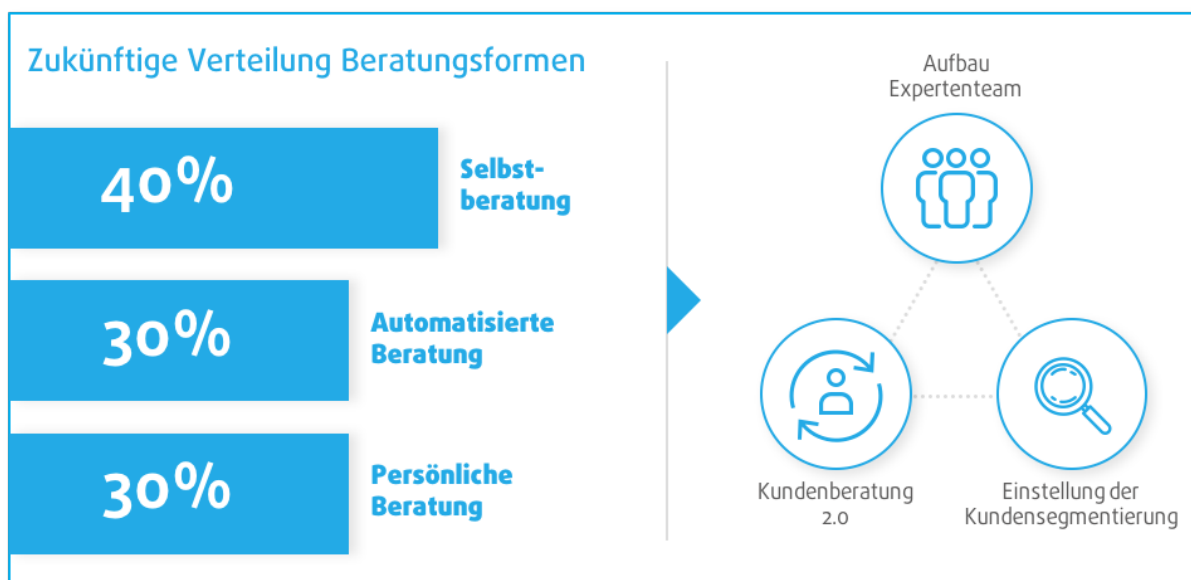 Zukünftige Verteilung Beratungsformen
40%
Selbst-
beratung
30%
Automatisierte
Beratung
30%
Persönliche
Beratung
Aufbau
Expertenteam
Kundenberatung
2.0
Einstellung der
Kundensegmentierung